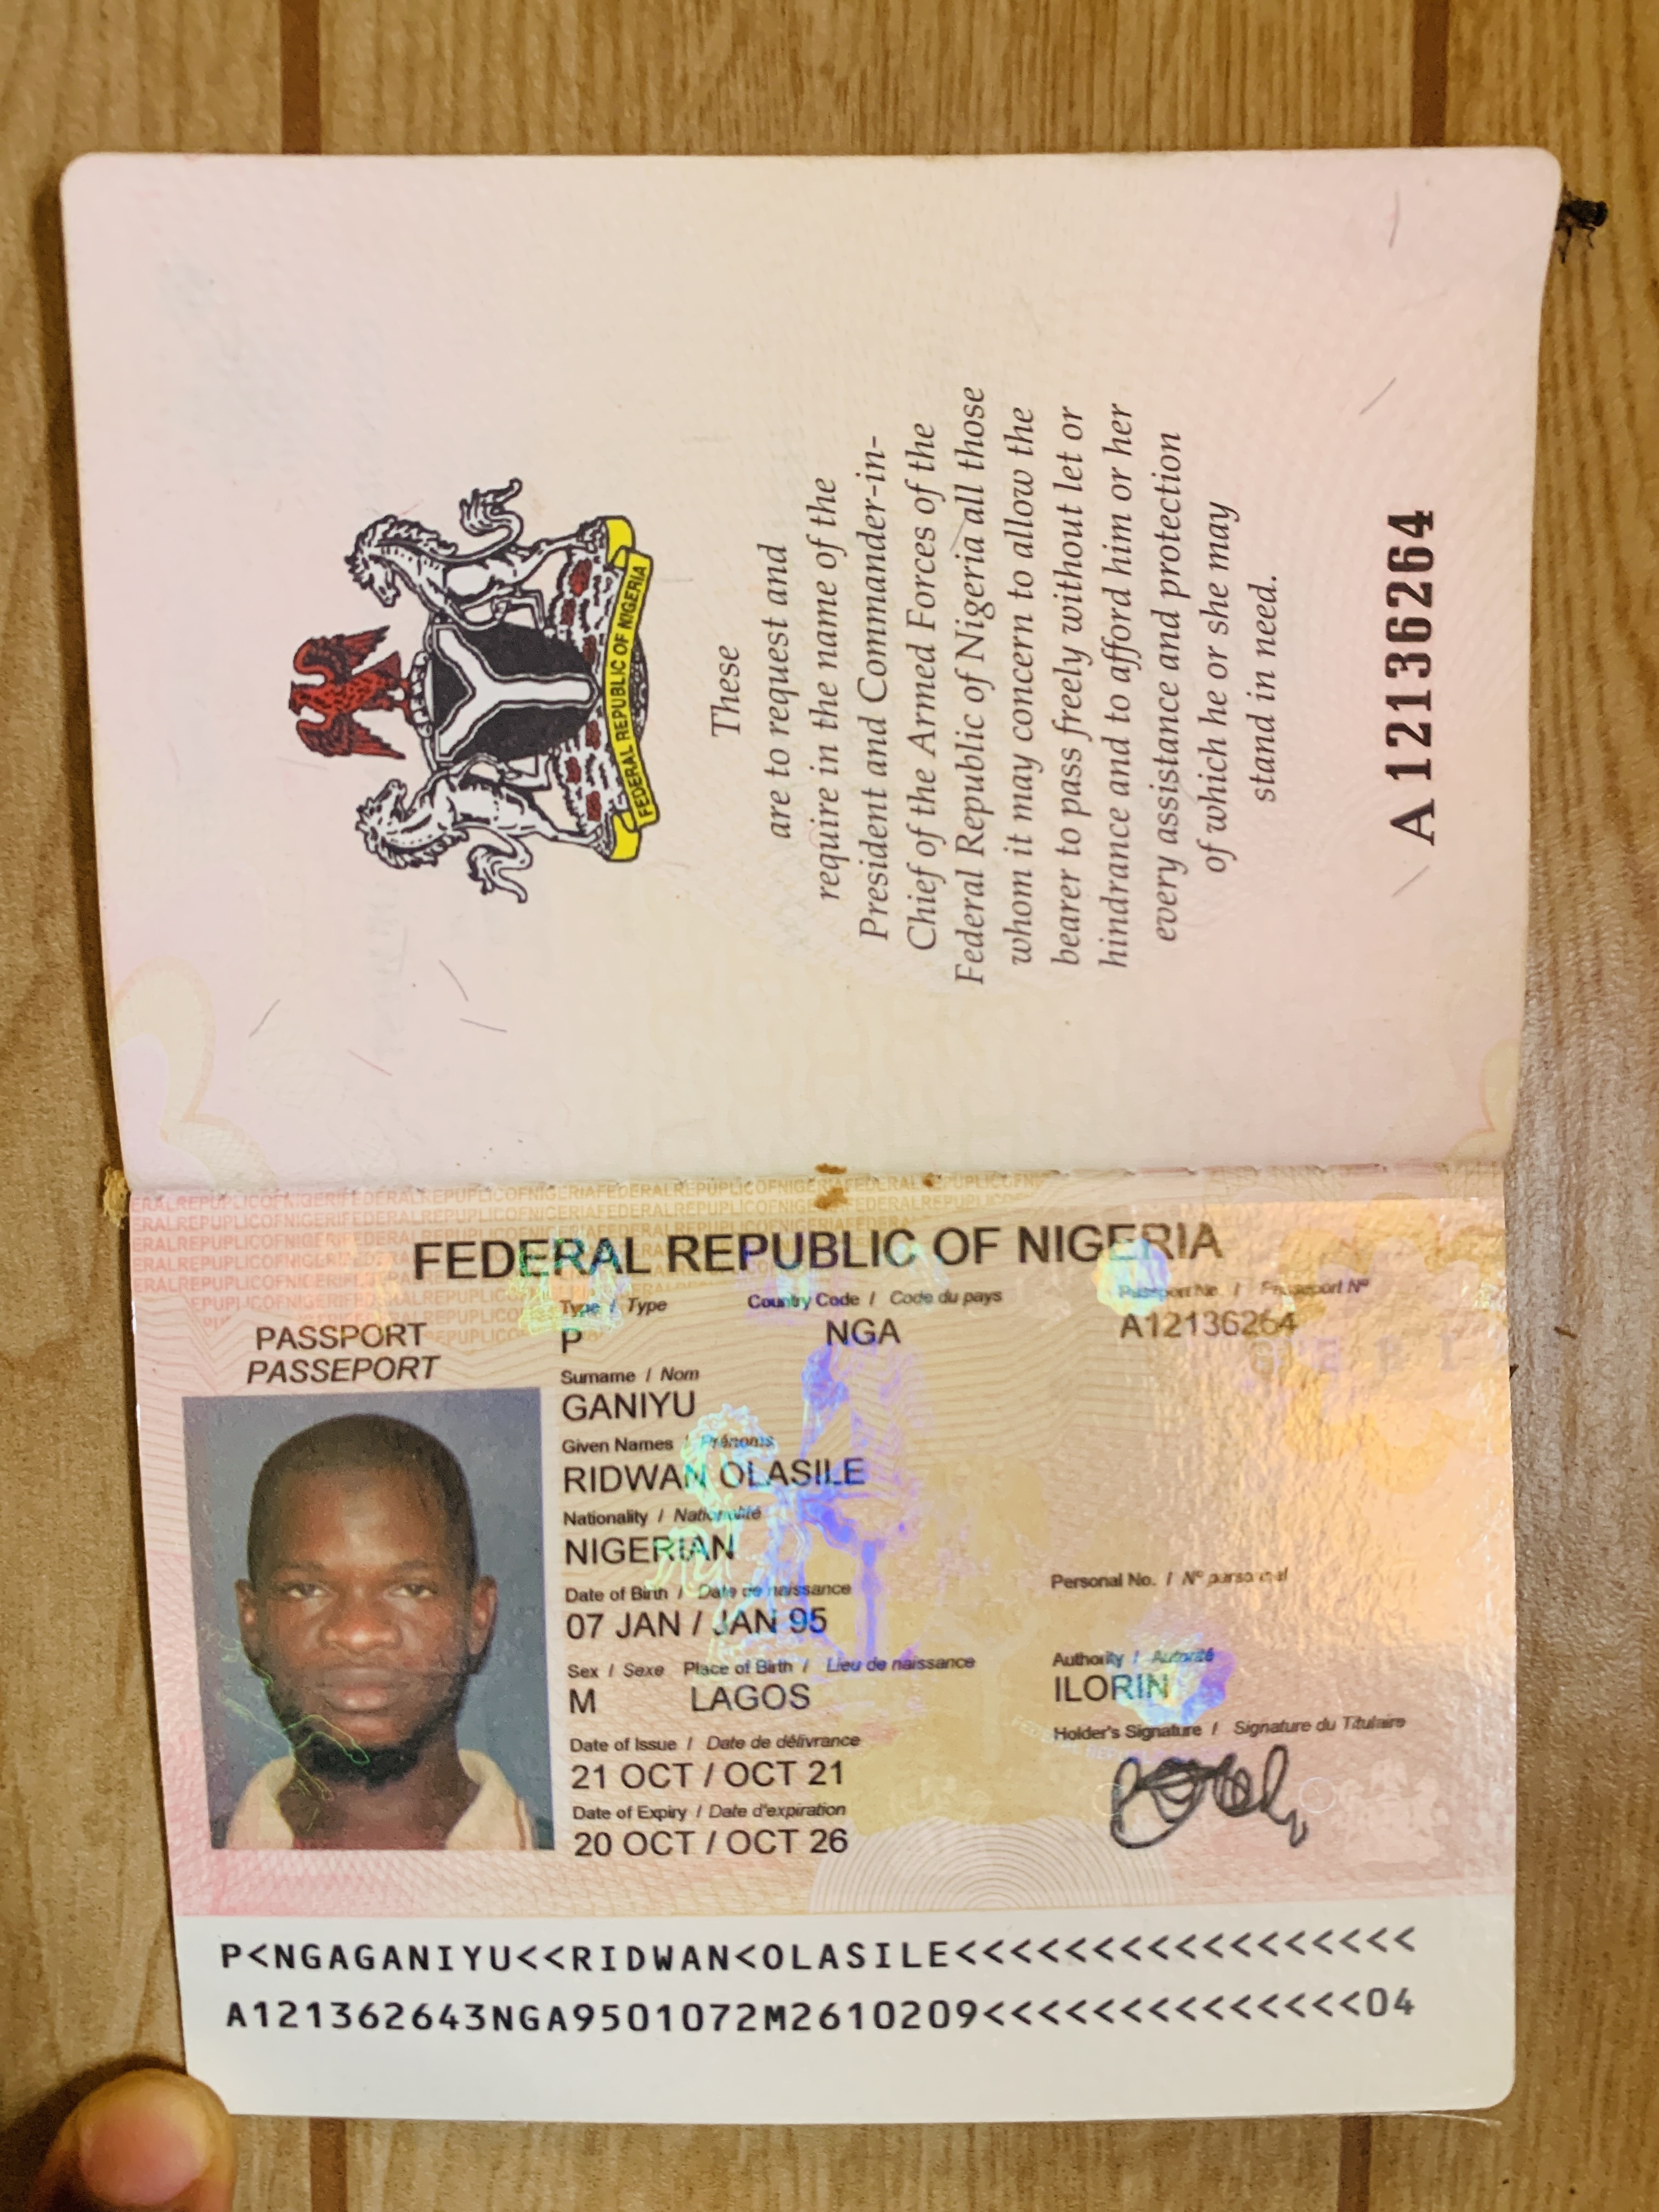 FEDERAL REPUBLIC OF NIGERIA
These
are to request and
require in the name of the
President and Commander-in-
Chief of the Armed Forces of the
Federal Republic of Nigeria all those
whom it may concern to allow the
bearer to pass freely without let or
hindrance and to afford him or her
every assistance and protection
of which he or she may
stand in need.
A12136264
FEDERAL REPUBLIC OF NIGERIA
PASSPORT
PASSEPORT
Type / Type
P
Country Code / Code du pays
NGA
Passport No. / Passeport Nº
A12136264
Surname / Nom
GANIYU
Given Names / Prénoms
RIDWAN OLASILE
Nationality / Nationalité
NIGERIAN
Date of Birth / Date de naissance
07 JAN / JAN 95
Personal No. / Nº personnel
Sex / Sexe
M
Place of Birth / Lieu de naissance
LAGOS
Authority / Autorité
ILORIN
Date of Issue / Date de délivrance
21 OCT / OCT 21
Holder's Signature / Signature du Titulaire
Date of Expiry / Date d'expiration
20 OCT / OCT 26
P<NGAGANIYU<<RIDWAN<OLASILE<<<<<<<<<<<<<<<<<
A121362643NGA9501072M2610209<<<<<<<<<<<<<<04